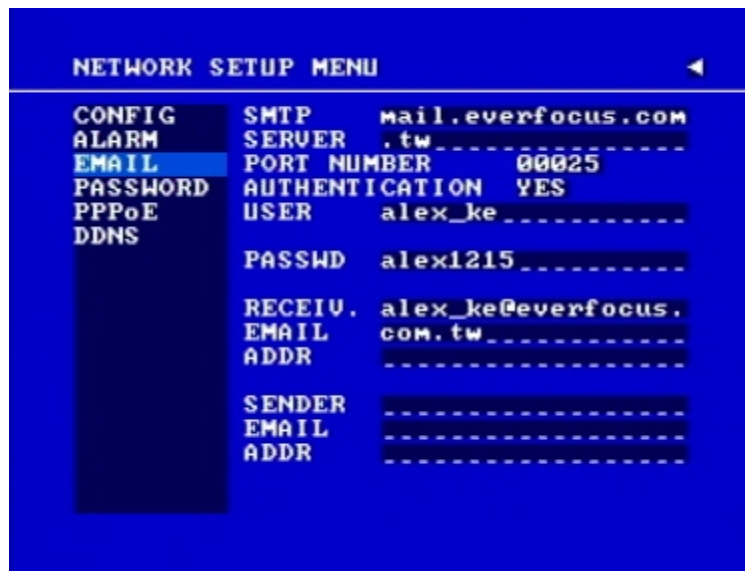 NETWORK SETUP MENU
CONFIG
ALARM
EMAIL
PASSWORD
PPPoE
DDNS
SMTP mail.everfocus.com
SERVER .tw
PORT NUMBER 00025
AUTHENTICATION YES
USER alex_ke
PASSWD alex1215
RECEIV. alex_ke@everfocus.
EMAIL com.tw
ADDR
SENDER
EMAIL
ADDR